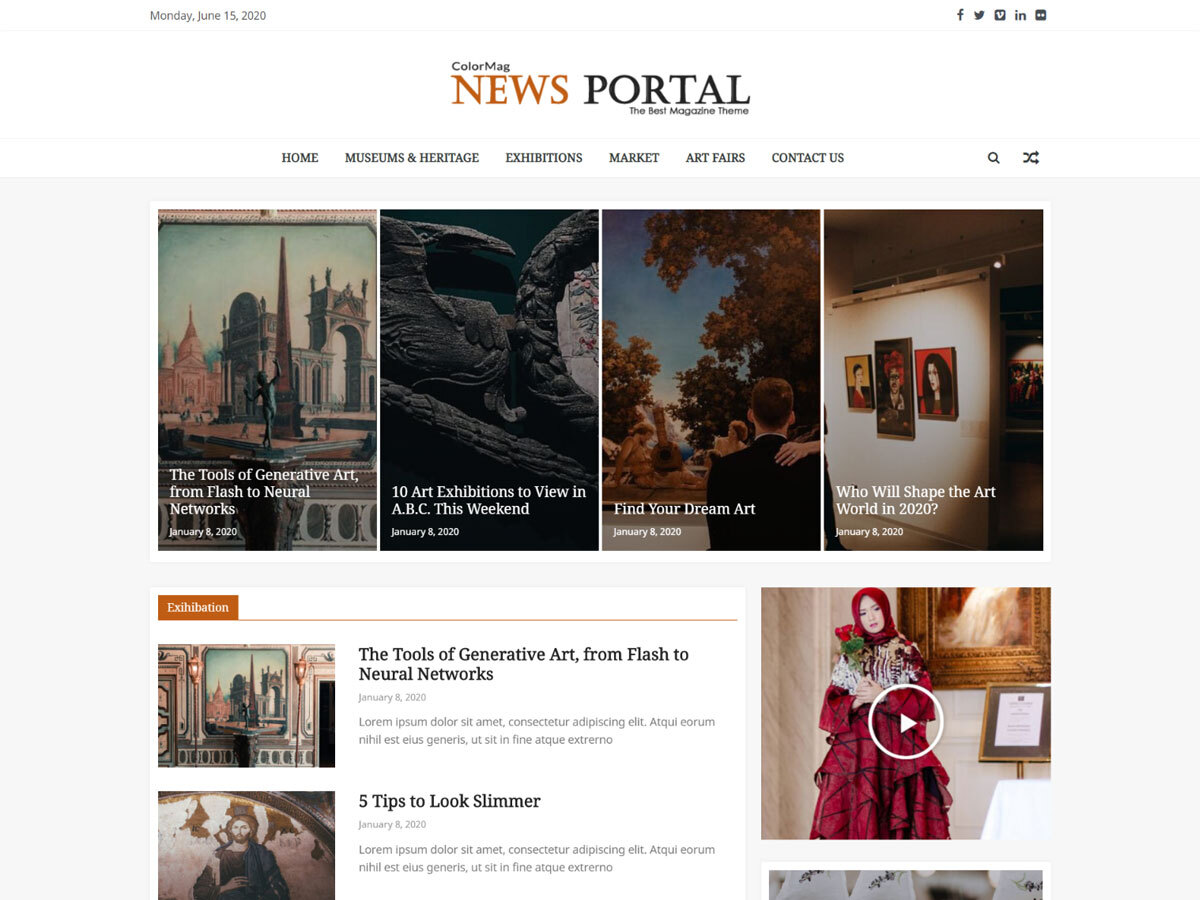 Monday, June 15, 2020
ColorMag
NEWS PORTAL
The Best Magazine Theme
HOME MUSEUMS & HERITAGE EXHIBITIONS MARKET ART FAIRS CONTACT US
The Tools of Generative Art,
from Flash to Neural
Networks
January 8, 2020
10 Art Exhibitions to View in
A.B.C. This Weekend
January 8, 2020
Find Your Dream Art
January 8, 2020
Who Will Shape the Art
World in 2020?
January 8, 2020
Exihibation
The Tools of Generative Art, from Flash to
Neural Networks
January 8, 2020
Lorem ipsum dolor sit amet, consectetur adipiscing elit. Atqui eorum
nihil est eius generis, ut sit in fine atque extrerno
5 Tips to Look Slimmer
January 8, 2020
Lorem ipsum dolor sit amet, consectetur adipiscing elit. Atqui eorum
nihil est eius generis, ut sit in fine atque extrerno